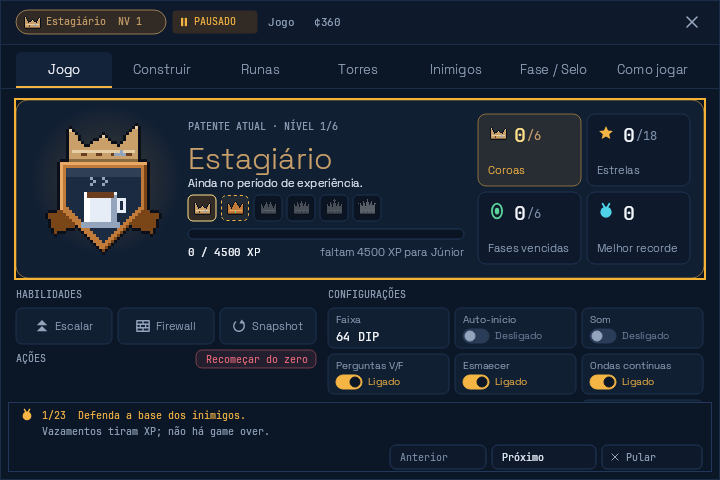 Estagiário NV 1
PAUSADO
Jogo ¢360
Jogo Construir Runas Torres Inimigos Fase / Selo Como jogar
PATENTE ATUAL · NÍVEL 1/6
Estagiário
Ainda no período de experiência.
0 / 4500 XP
faltam 4500 XP para Júnior
0/6
Coroas
0/18
Estrelas
0/6
Fases vencidas
0
Melhor recorde
HABILIDADES
Escalar
Firewall
Snapshot
AÇÕES
Recomeçar do zero
CONFIGURAÇÕES
Faixa
64 DIP
Auto-início
Desligado
Som
Desligado
Perguntas V/F
Ligado
Esmaecer
Ligado
Ondas contínuas
Ligado
1/23 Defenda a base dos inimigos.
Vazamentos tiram XP; não há game over.
Anterior
Próximo
Pular